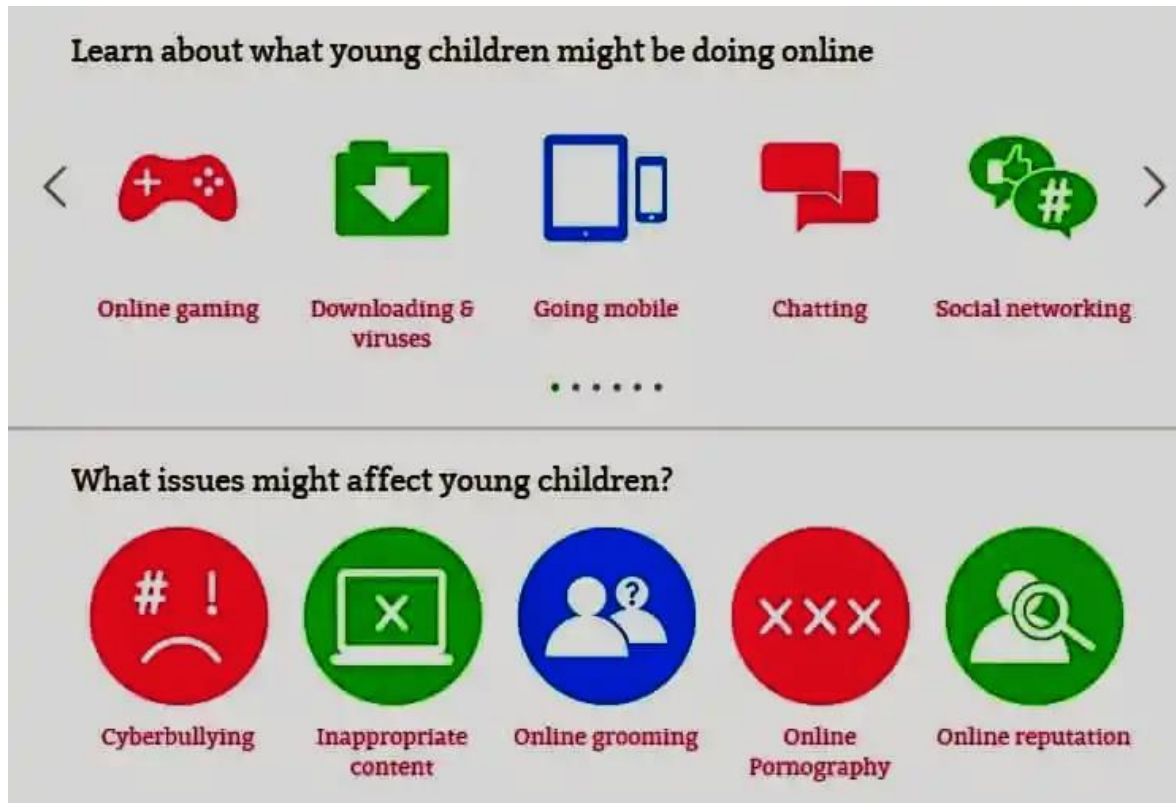 Learn about what young children might be doing online
Online gaming
Downloading &
viruses
Going mobile
Chatting
#
Social networking
What issues might affect young children?
# !
X
?
XXX
Cyberbullying
Inappropriate
content
Online grooming
Online
Pornography
Online reputation